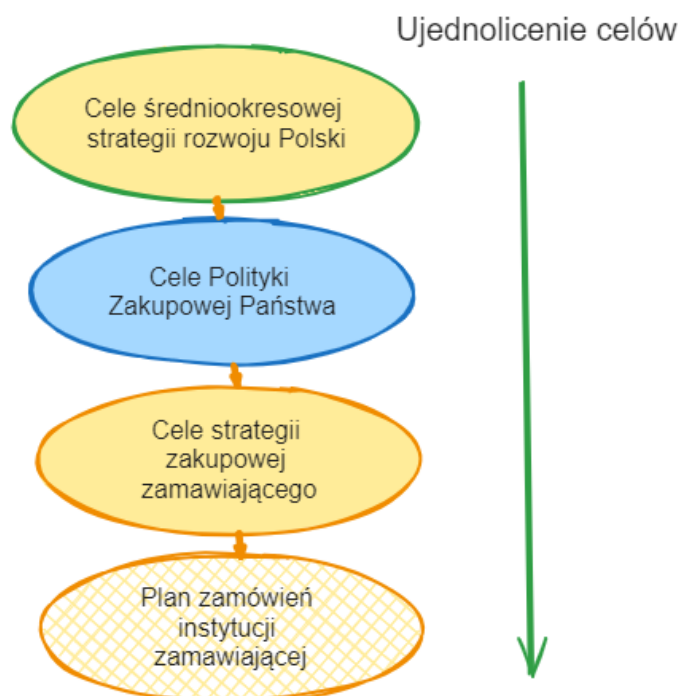 Ujednolicenie celów
Cele średniookresowej
strategii rozwoju Polski
Cele Polityki
Zakupowej Państwa
Cele strategii
zakupowej
zamawiającego
Plan zamówień
instytucji
zamawiającej